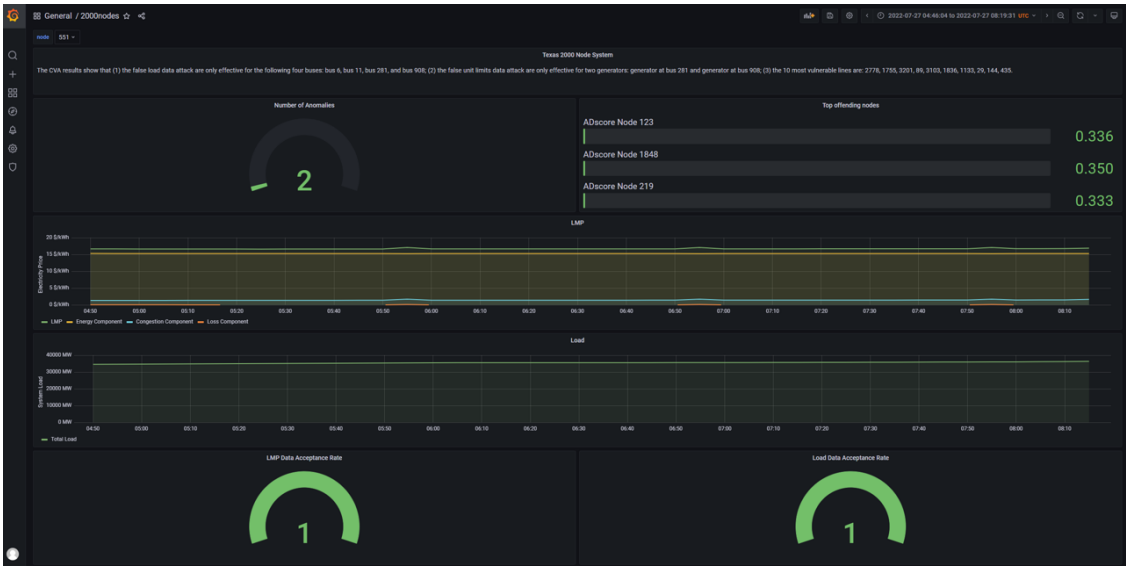 General / 2000nodes
2022-07-27 04:46:04 to 2022-07-27 08:19:31 UTC
Node 551
Texas 2000 Node System
The CVA results show that (1) the false load data attack are only effective for the following four buses: bus 6, bus 11, bus 281, and bus 908; (2) the false unit limits data attack are only effective for two generators: generator at bus 281 and generator at bus 908; (3) the 10 most vulnerable lines are: 2778, 1755, 3201, 89, 3103, 1836, 1133, 29, 144, 435.
Number of Anomalies
2
Top offending nodes
ADscore Node 123
0.336
ADscore Node 1848
0.350
ADscore Node 219
0.333
LMP
Electricity Price
20 $/kWh
15 $/kWh
10 $/kWh
5 $/kWh
0 $/kWh
04:50 05:00 05:10 05:20 05:30 05:40 05:50 06:00 06:10 06:20 06:30 06:40 06:50 07:00 07:10 07:20 07:30 07:40 07:50 08:00 08:10
LMP Energy Component Congestion Component Loss Component
Load
System Load
40000 MW
30000 MW
20000 MW
10000 MW
0 MW
04:50 05:00 05:10 05:20 05:30 05:40 05:50 06:00 06:10 06:20 06:30 06:40 06:50 07:00 07:10 07:20 07:30 07:40 07:50 08:00 08:10
Total Load
LMP Data Acceptance Rate
1
Load Data Acceptance Rate
1